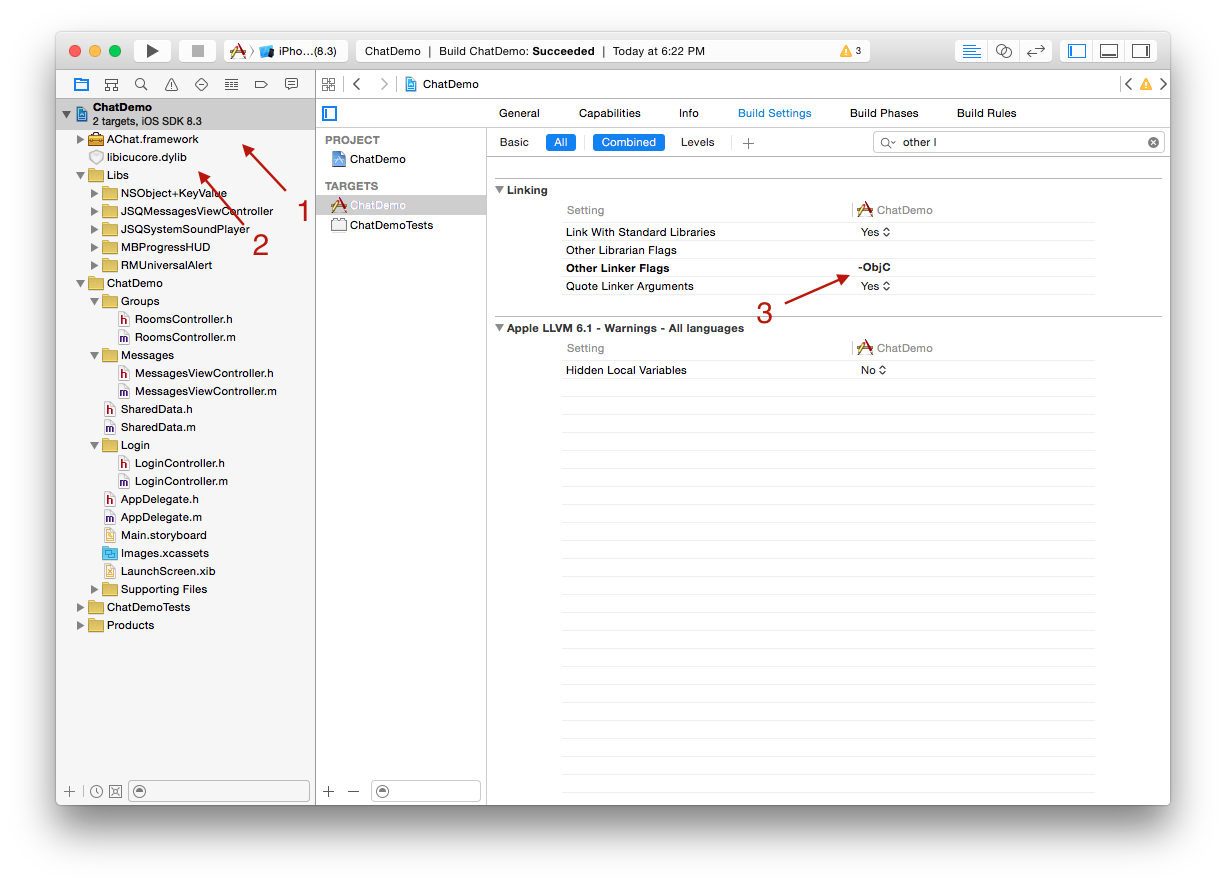 iPho…(8.3)
ChatDemo | Build ChatDemo: Succeeded | Today at 6:22 PM
3
ChatDemo
ChatDemo
2 targets, iOS SDK 8.3
AChat.framework
libicucore.dylib
Libs
NSObject+KeyValue
JSQMessagesViewController
JSQSystemSoundPlayer
MBProgressHUD
RMUniversalAlert
ChatDemo
Groups
RoomsController.h
RoomsController.m
Messages
MessagesViewController.h
MessagesViewController.m
SharedData.h
SharedData.m
Login
LoginController.h
LoginController.m
AppDelegate.h
AppDelegate.m
Main.storyboard
Images.xcassets
LaunchScreen.xib
Supporting Files
ChatDemoTests
Products
1
2
PROJECT
ChatDemo
TARGETS
ChatDemo
ChatDemoTests
General Capabilities Info Build Settings Build Phases Build Rules
Basic All Combined Levels
other l
Linking
Setting ChatDemo
Link With Standard Libraries Yes
Other Librarian Flags
Other Linker Flags -ObjC
Quote Linker Arguments Yes
3
Apple LLVM 6.1 - Warnings - All languages
Setting ChatDemo
Hidden Local Variables No